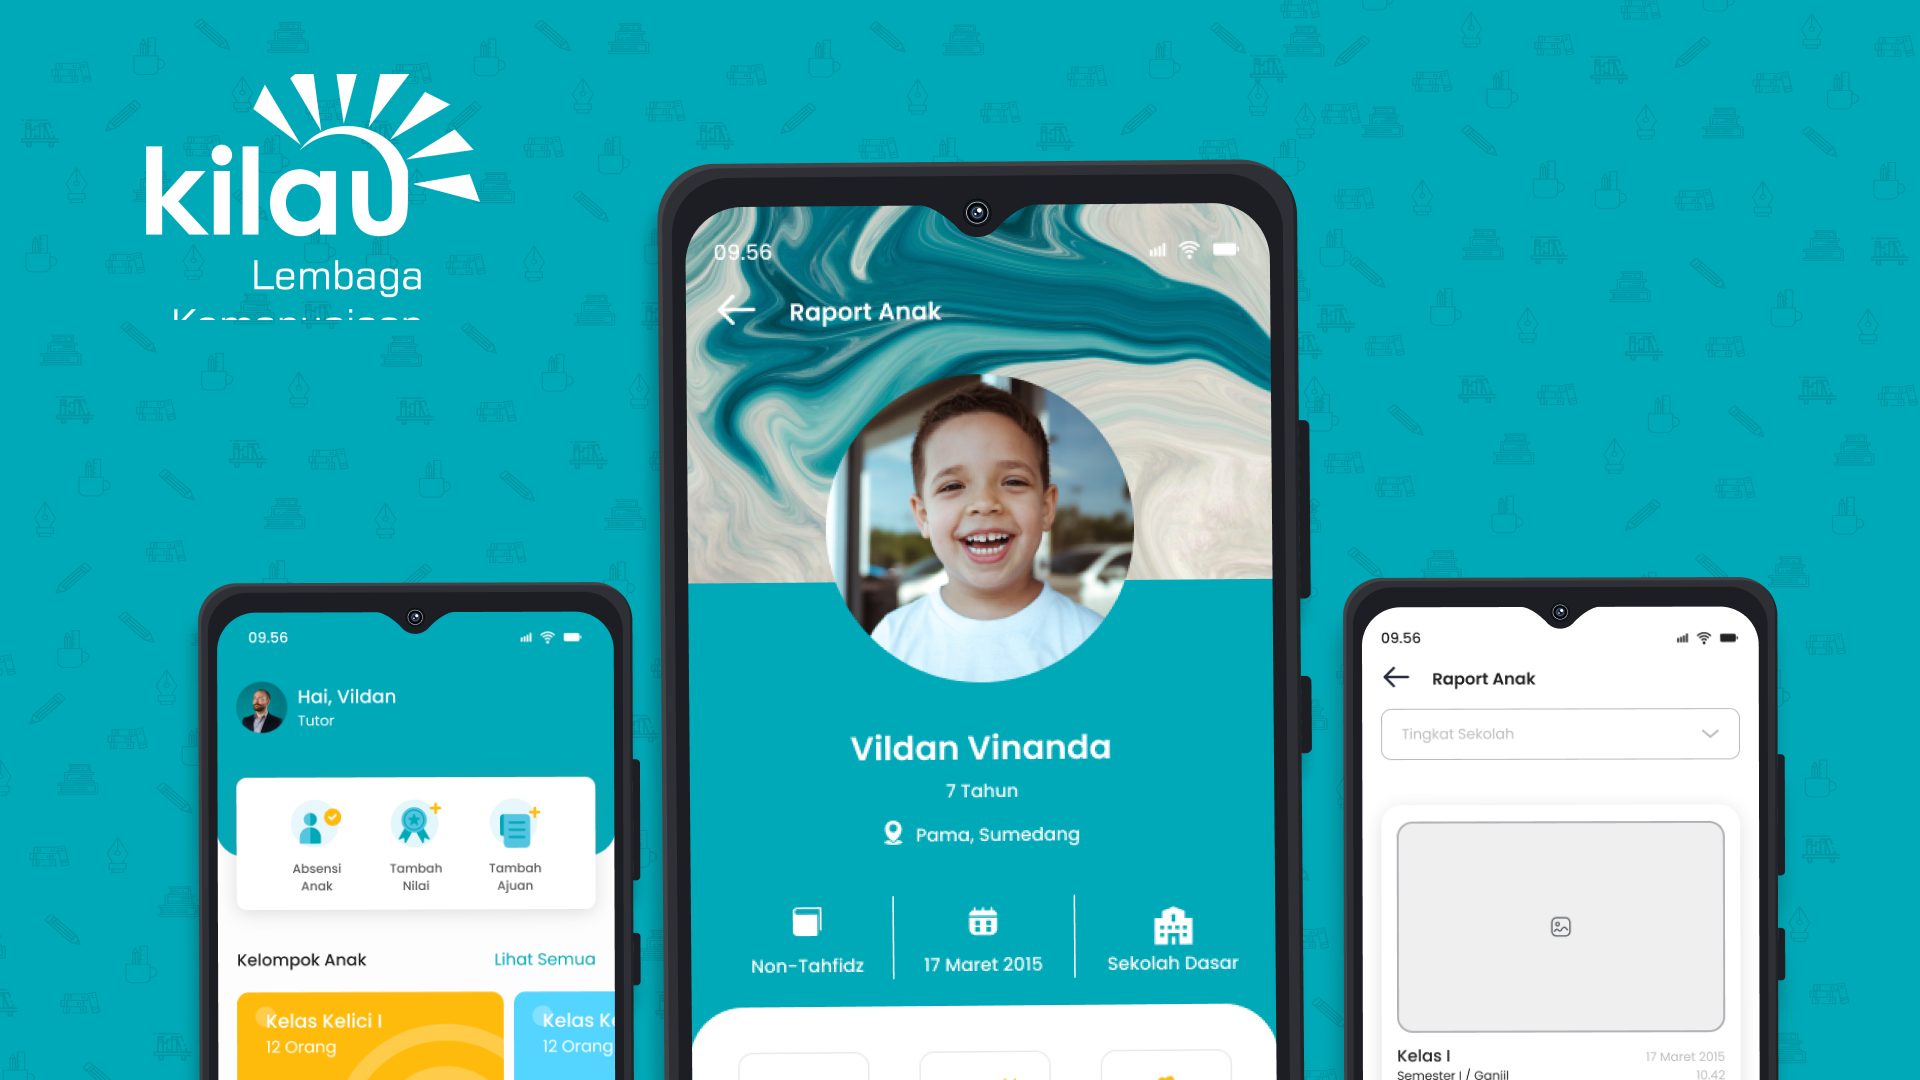 kilau
Lembaga
Kemanusiaan
09.56
Raport Anak
Vildan Vinanda
7 Tahun
Pama, Sumedang
Non-Tahfidz
17 Maret 2015
Sekolah Dasar
09.56
Hai, Vildan
Tutor
Absensi
Anak
Tambah
Nilai
Tambah
Ajuan
Kelompok Anak
Lihat Semua
Kelas Kelici I
12 Orang
Kelas Ke
12 Orang
09.56
Raport Anak
Tingkat Sekolah
Kelas I
17 Maret 2015
Semester I / Ganjil
10.42